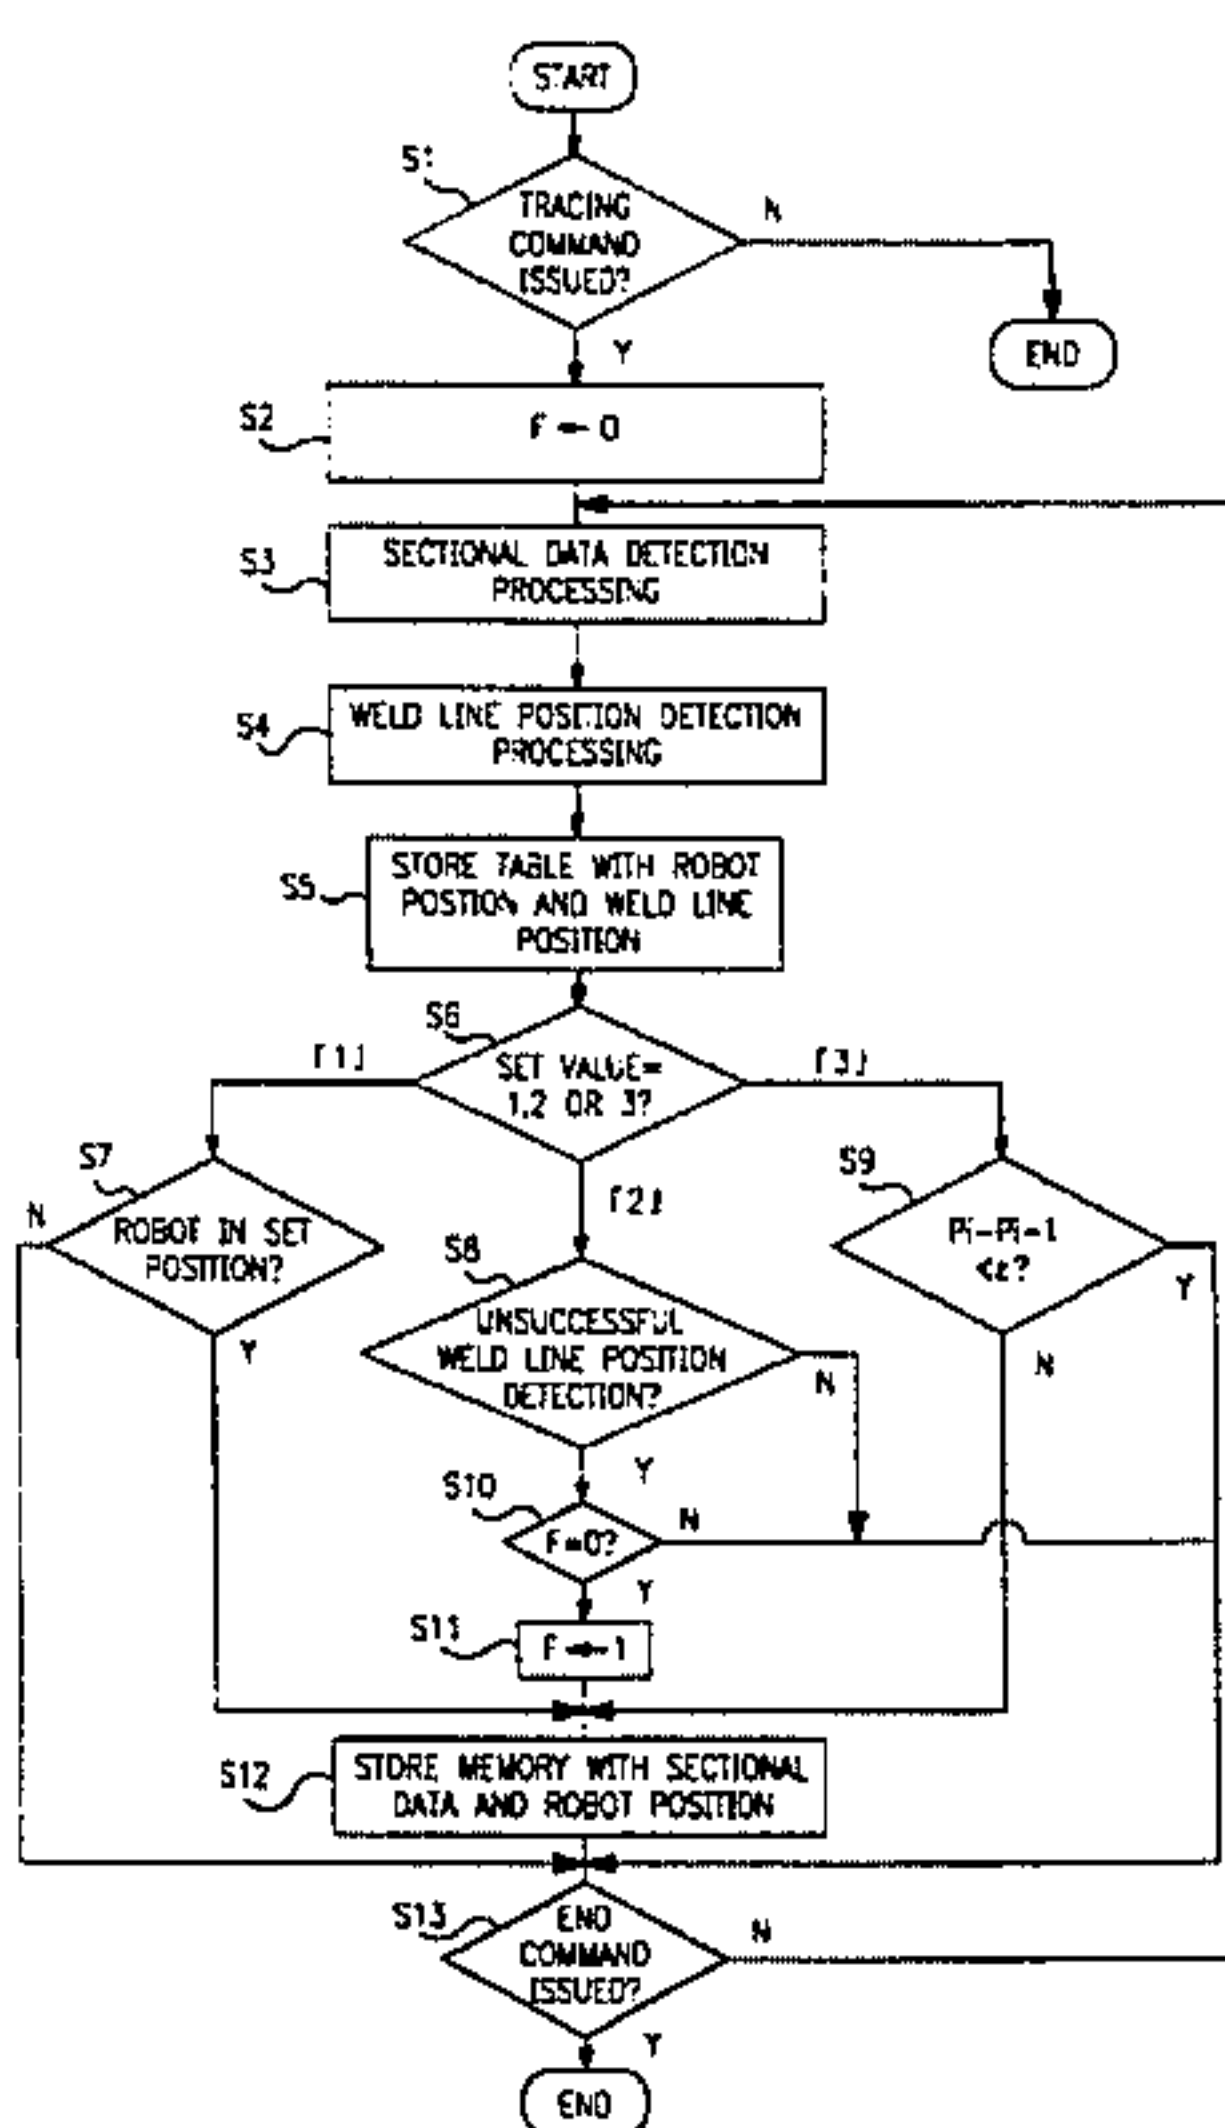 START
S1
TRACING
COMMAND
ISSUED?
N
Y
END
S2
F ← 0
S3
SECTIONAL DATA DETECTION
PROCESSING
S4
WELD LINE POSITION DETECTION
PROCESSING
S5
STORE TABLE WITH ROBOT
POSTION AND WELD LINE
POSITION
S6
SET VALUE=
1,2 OR 3?
「1」
「2」
「3」
S7
ROBOT IN SET
POSITION?
N
Y
S8
UNSUCCESSFUL
WELD LINE POSITION
DETECTION?
N
Y
S9
Pi-Pi-1
<ε?
Y
N
S10
F=0?
N
Y
S11
F ← 1
S12
STORE MEMORY WITH SECTIONAL
DATA AND ROBOT POSITION
S13
END
COMMAND
ISSUED?
N
Y
END